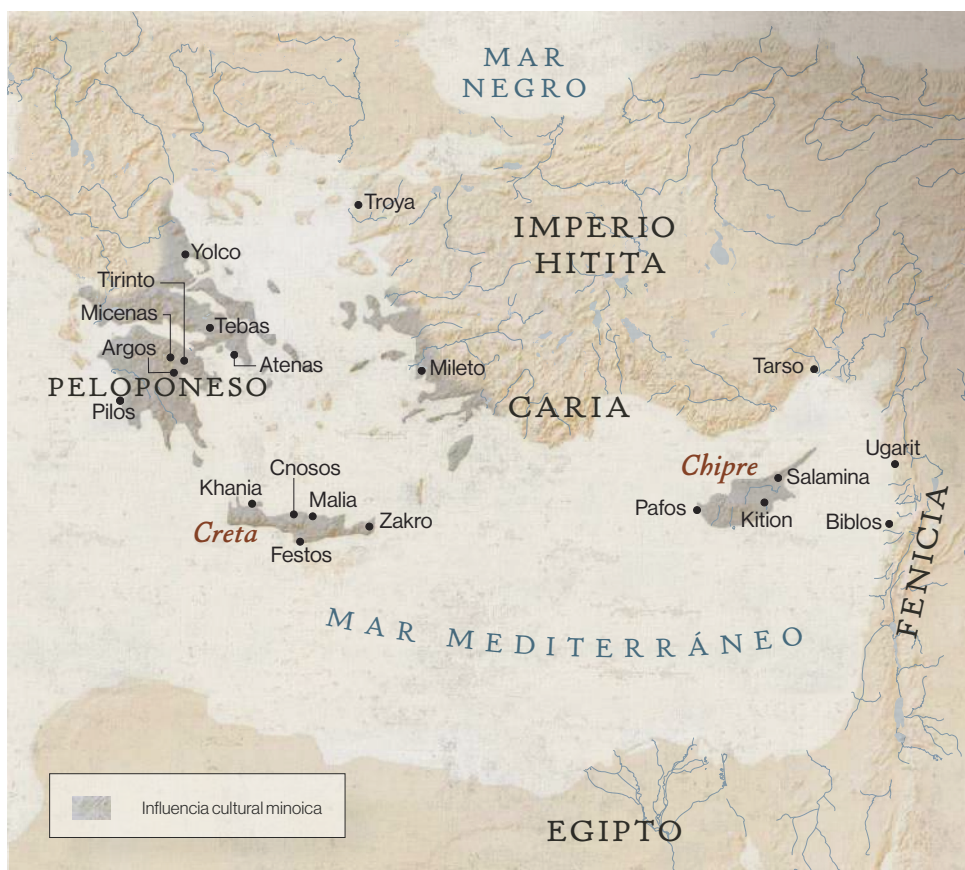 MAR
NEGRO
Troya
IMPERIO
HITITA
Yolco
Tirinto
Micenas
Tebas
Argos
Atenas
Mileto
Tarso
PELOPONESO
Pilos
CARIA
Ugarit
Chipre
Salamina
Cnosos
Khania
Malia
Pafos
Kition
Biblos
Zakro
Creta
Festos
FENICIA
MAR MEDITERRÁNEO
Influencia cultural minoica
EGIPTO